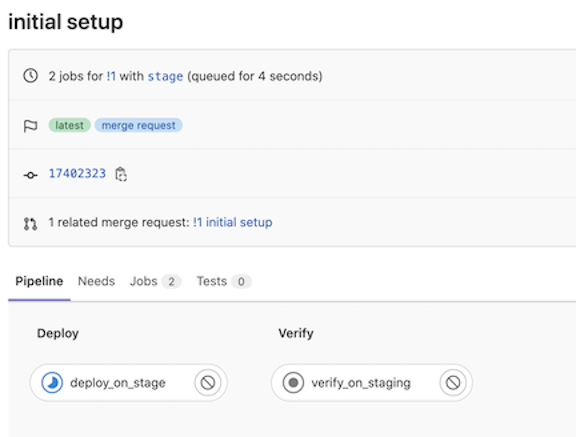 initial setup
2 jobs for !1 with stage (queued for 4 seconds)
latest merge request
17402323
1 related merge request: !1 initial setup
Pipeline Needs Jobs 2 Tests 0
Deploy Verify
deploy_on_stage verify_on_staging